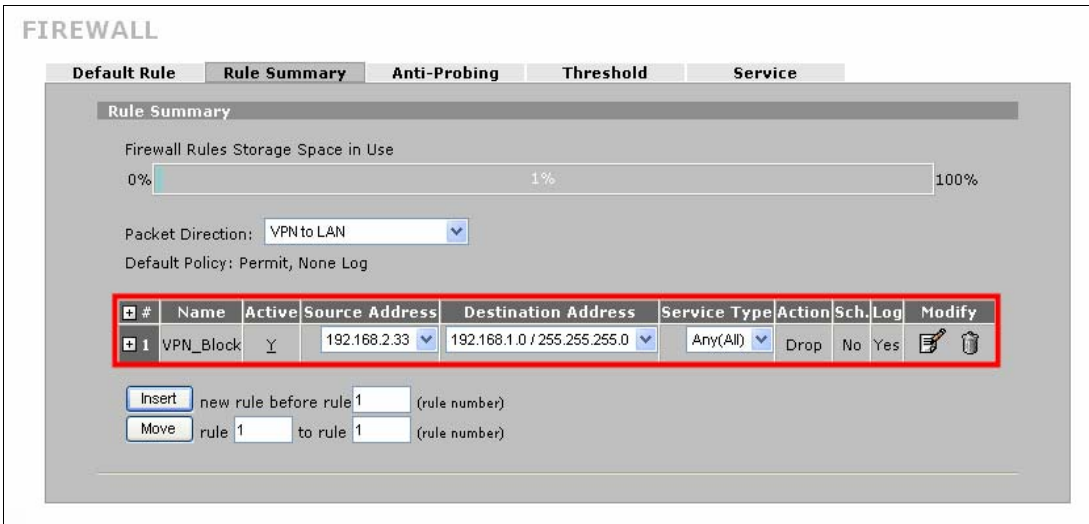 FIREWALL
Default Rule Rule Summary Anti-Probing Threshold Service
Rule Summary
Firewall Rules Storage Space in Use
0% 1% 100%
Packet Direction: VPN to LAN
Default Policy: Permit, None Log
# Name Active Source Address Destination Address Service Type Action Sch. Log Modify
1 VPN_Block Y 192.168.2.33 192.168.1.0 / 255.255.255.0 Any(All) Drop No Yes
Insert new rule before rule 1 (rule number)
Move rule 1 to rule 1 (rule number)